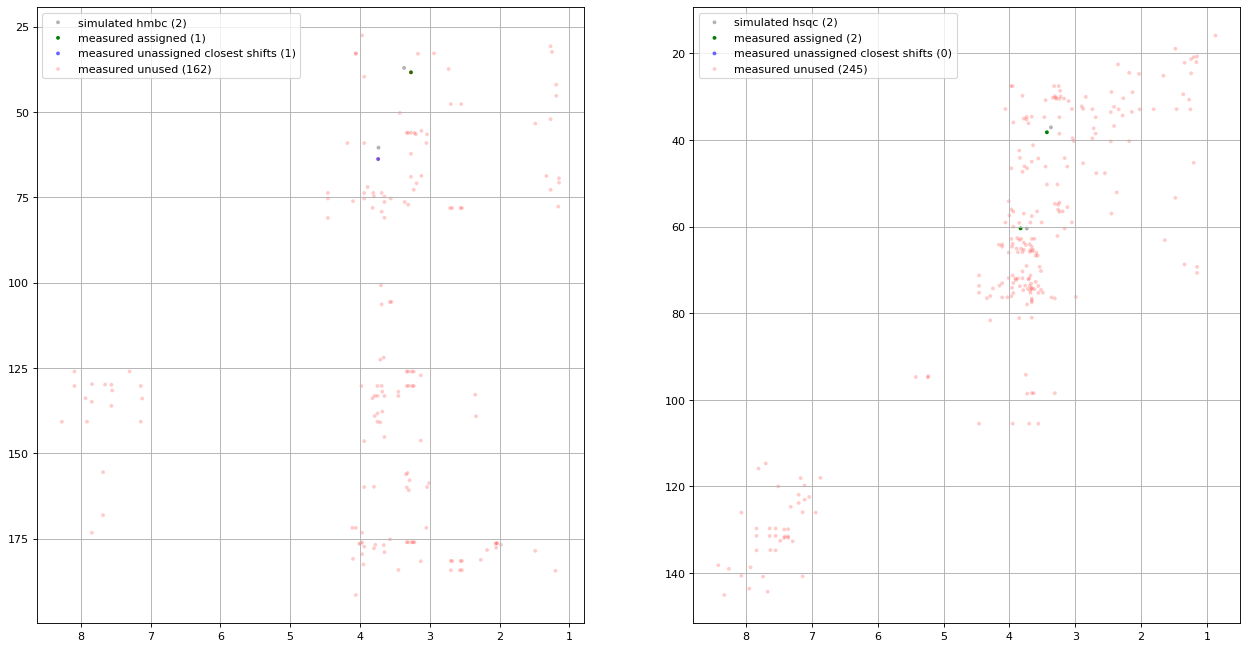 simulated hmbc (2)
measured assigned (1)
measured unassigned closest shifts (1)
measured unused (162)
25
50
75
100
125
150
175
8 7 6 5 4 3 2 1
simulated hsqc (2)
measured assigned (2)
measured unassigned closest shifts (0)
measured unused (245)
20
40
60
80
100
120
140
8 7 6 5 4 3 2 1